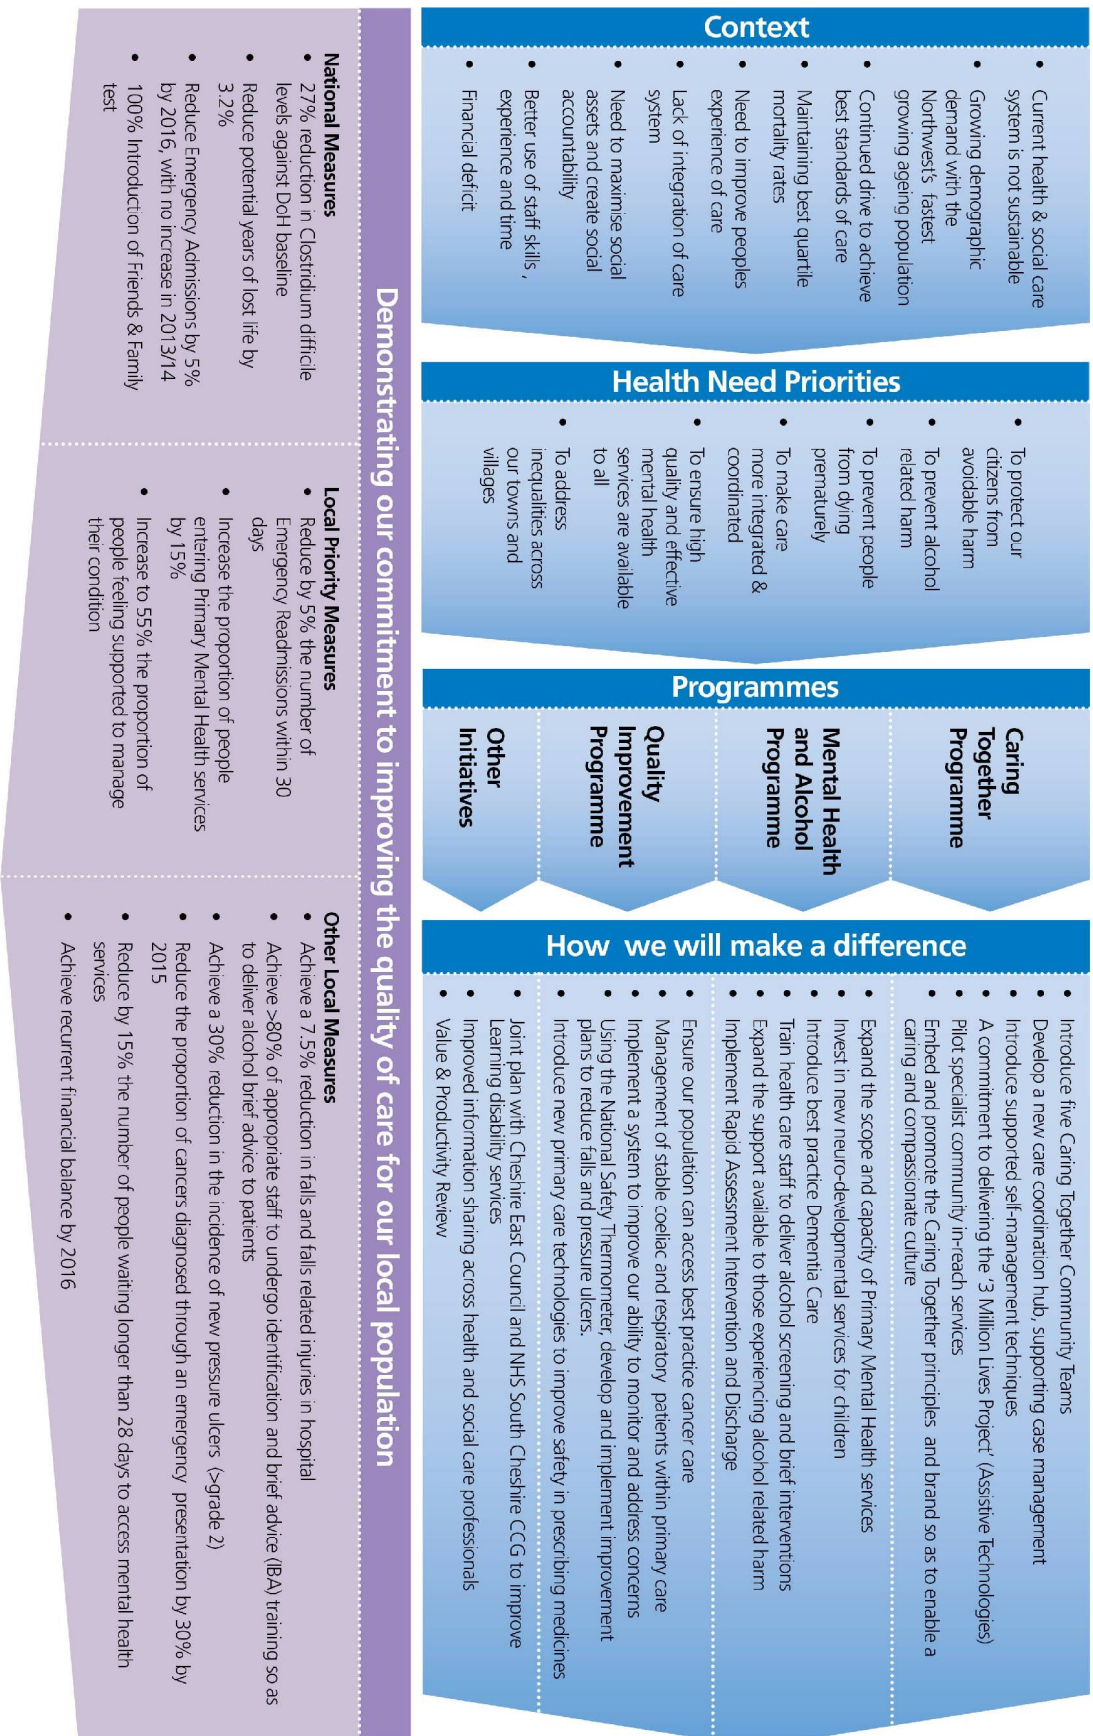 Context
• Current health & social care
system is not sustainable
• Growing demographic
demand with the
Northwest's fastest
growing ageing population
• Continued drive to achieve
best standards of care
• Maintaining best quartile
mortality rates
• Need to improve peoples
experience of care
• Lack of integration of care
system
• Need to maximise social
assets and create social
accountability
• Better use of staff skills ,
experience and time
• Financial deficit
Health Need Priorities
• To protect our
citizens from
avoidable harm
• To prevent alcohol
related harm
• To prevent people
from dying
prematurely
• To make care
more integrated &
coordinated
• To ensure high
quality and effective
mental health
services are available
to all
• To address
inequalities across
our towns and
villages
Programmes
Caring
Together
Programme
Mental Health
and Alcohol
Programme
Quality
Improvement
Programme
Other
Initiatives
How we will make a difference
• Introduce five Caring Together Community Teams
• Develop a new care coordination hub, supporting case management
• Introduce supported self-management techniques
• A commitment to delivering the '3 Million Lives Project' (Assistive Technologies)
• Pilot specialist community in-reach services
• Embed and promote the Caring Together principles and brand so as to enable a
caring and compassionate culture
• Expand the scope and capacity of Primary Mental Health services
• Invest in new neuro-developmental services for children
• Introduce best practice Dementia Care
• Train health care staff to deliver alcohol screening and brief interventions
• Expand the support available to those experiencing alcohol related harm
• Implement Rapid Assessment Intervention and Discharge
• Ensure our population can access best practice cancer care
• Management of stable coeliac and respiratory patients within primary care
• Implement a system to improve our ability to monitor and address concerns
• Using the National Safety Thermometer, develop and implement improvement
plans to reduce falls and pressure ulcers.
• Introduce new primary care technologies to improve safety in prescribing medicines
• Joint plan with Cheshire East Council and NHS South Cheshire CCG to improve
Learning disability services
• Improved information sharing across health and social care professionals
• Value & Productivity Review
Demonstrating our commitment to improving the quality of care for our local population
National Measures
• 27% reduction in Clostridium difficile
levels against DoH baseline
• Reduce potential years of lost life by
3.2%
• Reduce Emergency Admissions by 5%
by 2016, with no increase in 2013/14
• 100% Introduction of Friends & Family
test
Local Priority Measures
• Reduce by 5% the number of
Emergency Readmissions within 30
days
• Increase the proportion of people
entering Primary Mental Health services
by 15%
• Increase to 55% the proportion of
people feeling supported to manage
their condition
Other Local Measures
• Achieve a 7.5% reduction in falls and falls related injuries in hospital
• Achieve >80% of appropriate staff to undergo identification and brief advice (IBA) training so as
to deliver alcohol brief advice to patients
• Achieve a 30% reduction in the incidence of new pressure ulcers (>grade 2)
• Reduce the proportion of cancers diagnosed through an emergency presentation by 30% by
2015
• Reduce by 15% the number of people waiting longer than 28 days to access mental health
services
• Achieve recurrent financial balance by 2016